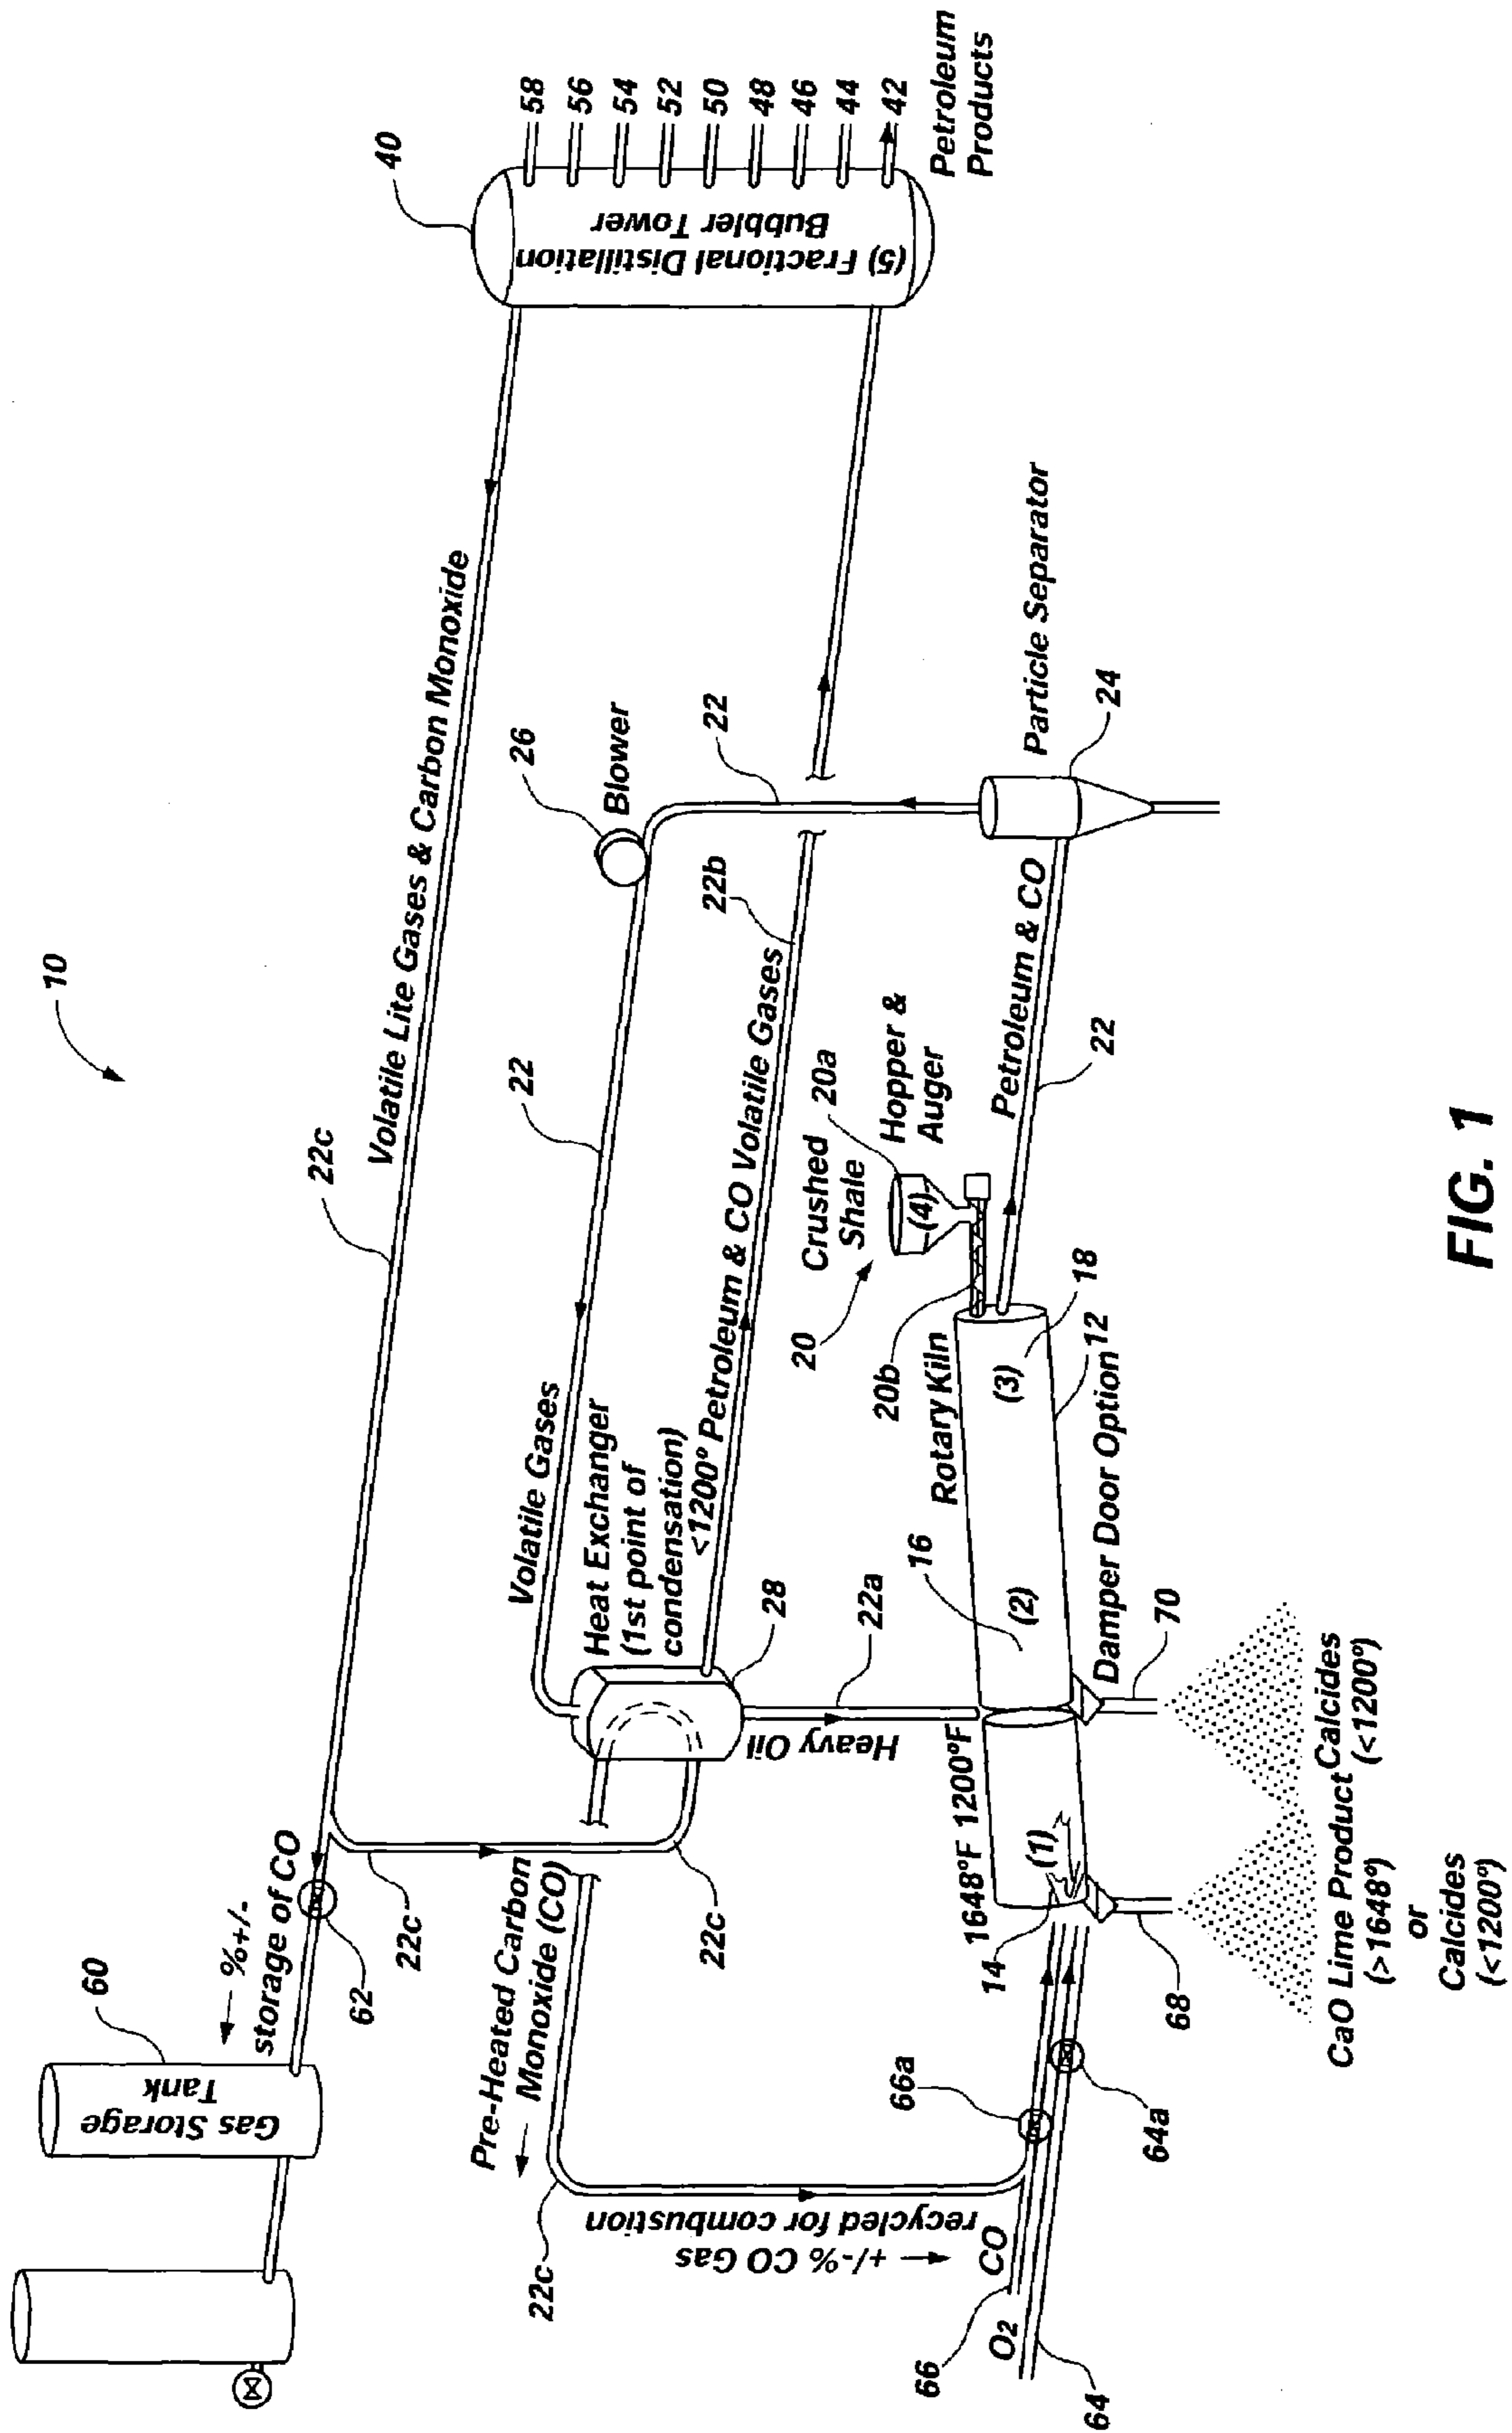 10
60
Gas Storage
Tank
← %+/-
storage of CO
62
22c
22c
Volatile Lite Gases & Carbon Monoxide
40
(5) Fractional Distillation
Bubbler Tower
58
56
54
52
50
48
46
44
42
Petroleum
Products
26
Blower
22
22
Volatile Gases
Heat Exchanger
(1st point of
condensation)
<1200° Petroleum & CO Volatile Gases
22b
28
22a
Heavy Oil
22c
Pre-Heated Carbon
← Monoxide (CO)
22c
+/-% CO Gas
recycled for combustion
Crushed
Shale
20
20a
Hopper &
Auger
(4)
20b
Petroleum & CO
22
Particle Separator
24
Rotary Kiln
1648°F 1200°F
16
14
(1)
(2)
(3)
18
12
Damper Door Option
66a
64a
CO
O2
66
64
68
70
CaO Lime Product
(>1648°)
or
Calcides
(<1200°)
Calcides
(<1200°)
FIG. 1